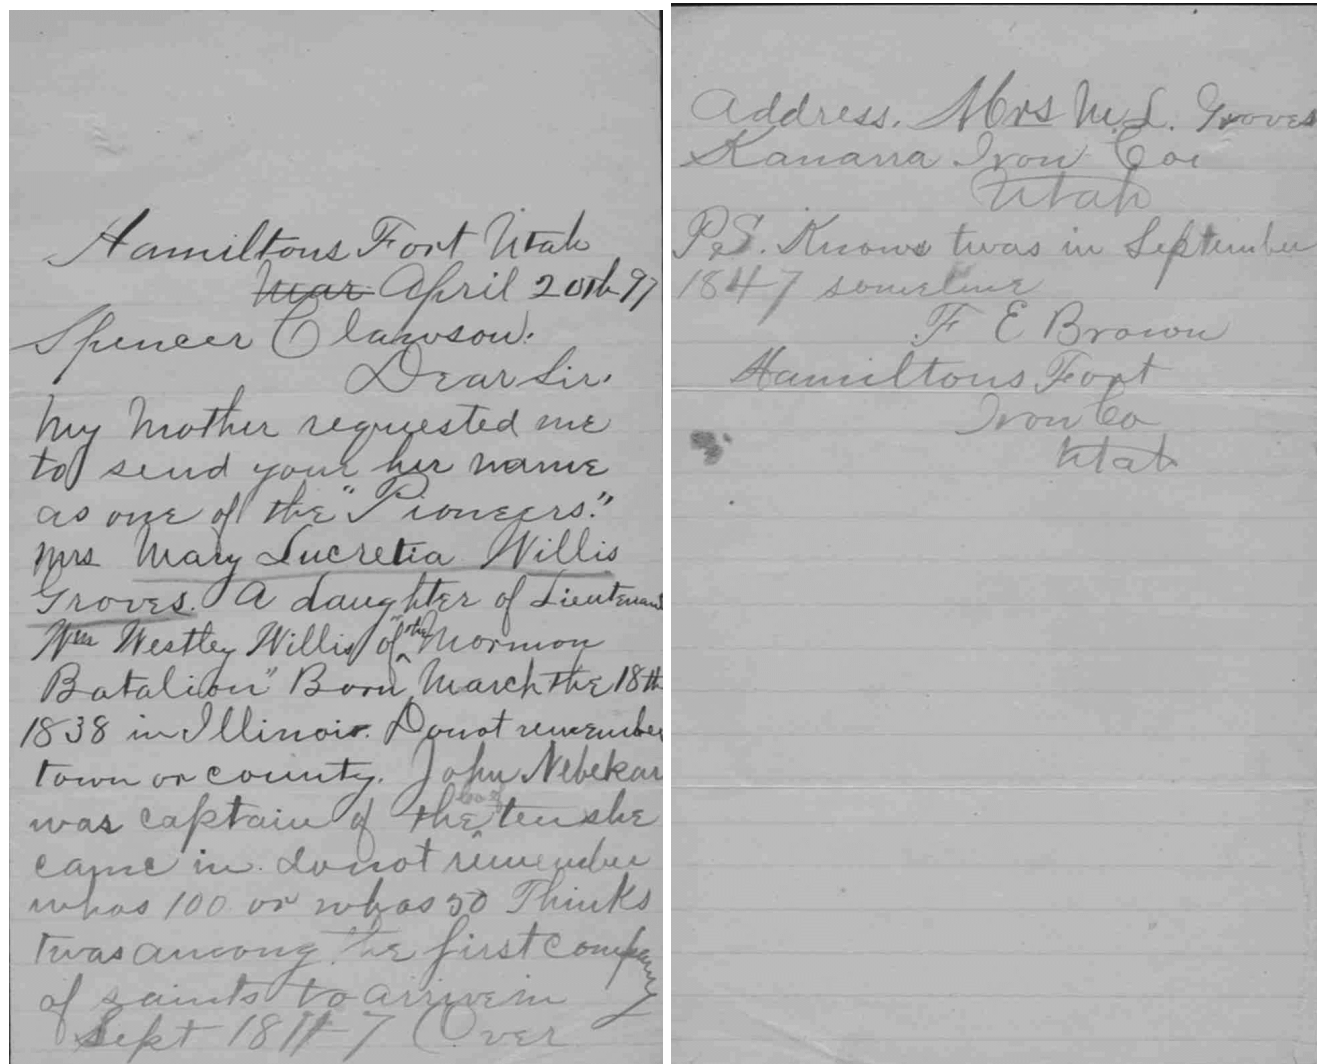 Hamiltons Fort Utah
Mar April 20th 97
Spencer Clawson.
Dear Sir.
My Mother requested me
to send your her name
as one of the "Pioneers."
Mrs Mary Lucretia Willis
Groves. A daughter of Lieutenant
Wm Westley Willis of the "Mormon
Batalion" Born March the 18th
1838 in Illinois. Do not remember
town or county. John Nebekar
was captain of the ten she
came in. do not remember
whos 100 or whos 50 Thinks
twas among the first company
of saints to arrive in
Sept 1847 (Over
Address. Mrs M. L. Groves
Kanarra Iron Co.
Utah
P.S. Knows twas in September
1847 sometime
F E Brown
Hamiltons Fort
Iron Co
Utah